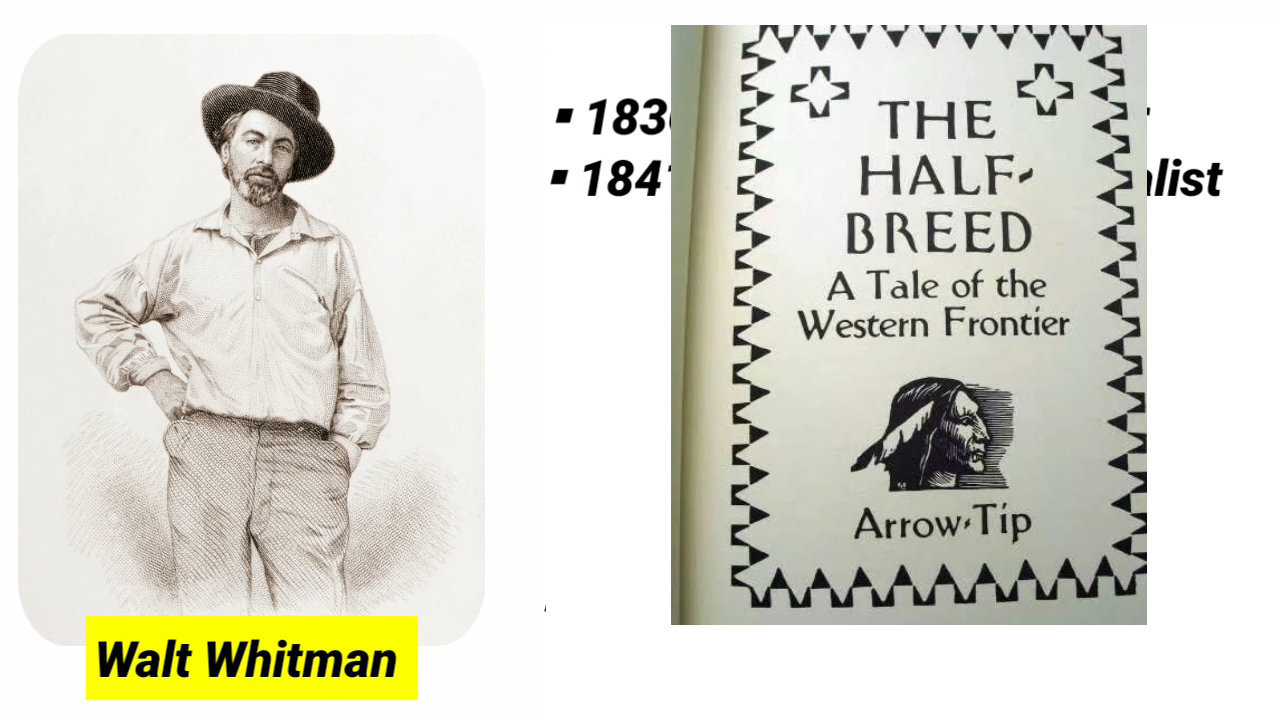 ▪ 183
▪ 184
alist
THE
HALF-
BREED
A Tale of the
Western Frontier
Arrow-Tip
Walt Whitman